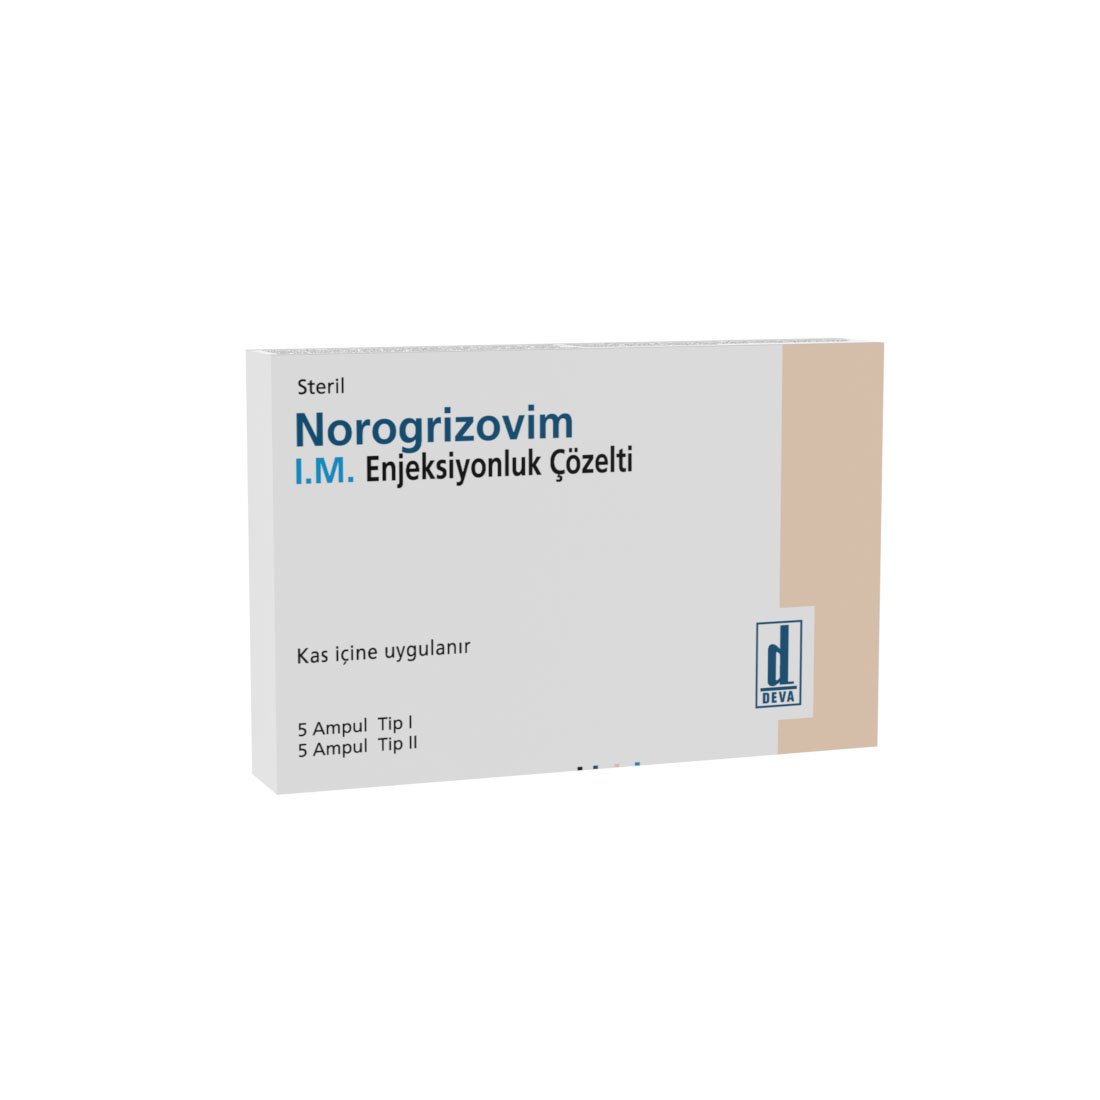 Steril
Norogrizovim
I.M. Enjeksiyonluk Çözelti
Kas içine uygulanır
5 Ampul Tip I
5 Ampul Tip II
d
DEVA